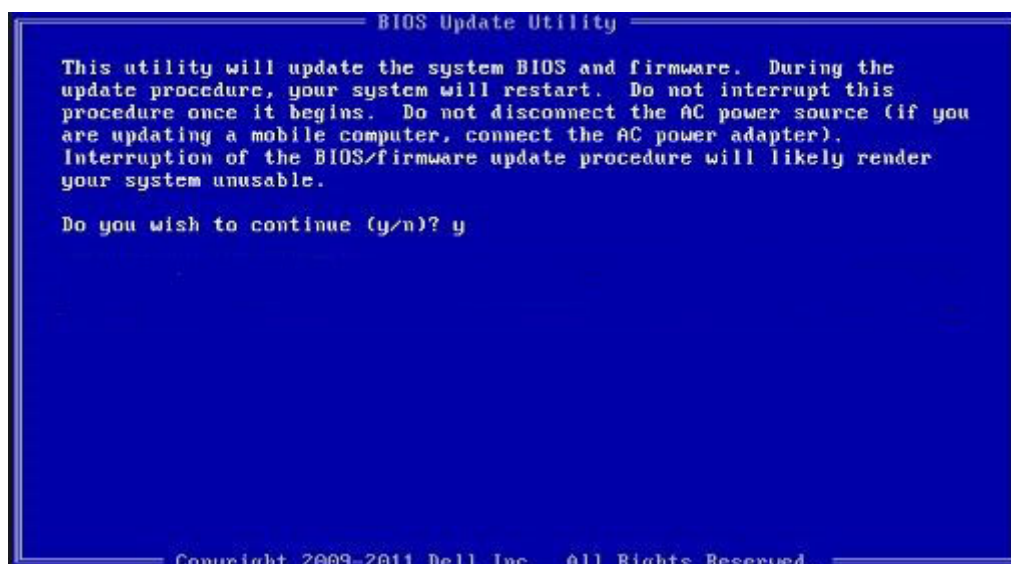 BIOS Update Utility
This utility will update the system BIOS and firmware. During the
update procedure, your system will restart. Do not interrupt this
procedure once it begins. Do not disconnect the AC power source (if you
are updating a mobile computer, connect the AC power adapter).
Interruption of the BIOS/firmware update procedure will likely render
your system unusable.
Do you wish to continue (y/n)? y
Copyright 2009-2011 Dell Inc. All Rights Reserved.